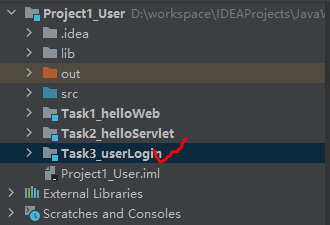 Project1_User D:\workspace\IDEAProjects\Java\
.idea
lib
out
src
Task1_helloWeb
Task2_helloServlet
Task3_userLogin
Project1_User.iml
External Libraries
Scratches and Consoles